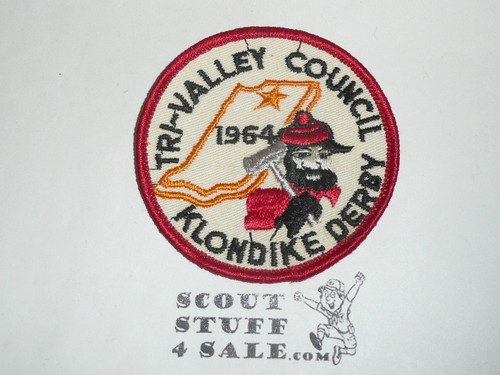 TRI-VALLEY COUNCIL
1964
KLONDIKE DERBY
SCOUT
STUFF
4 SALE.COM